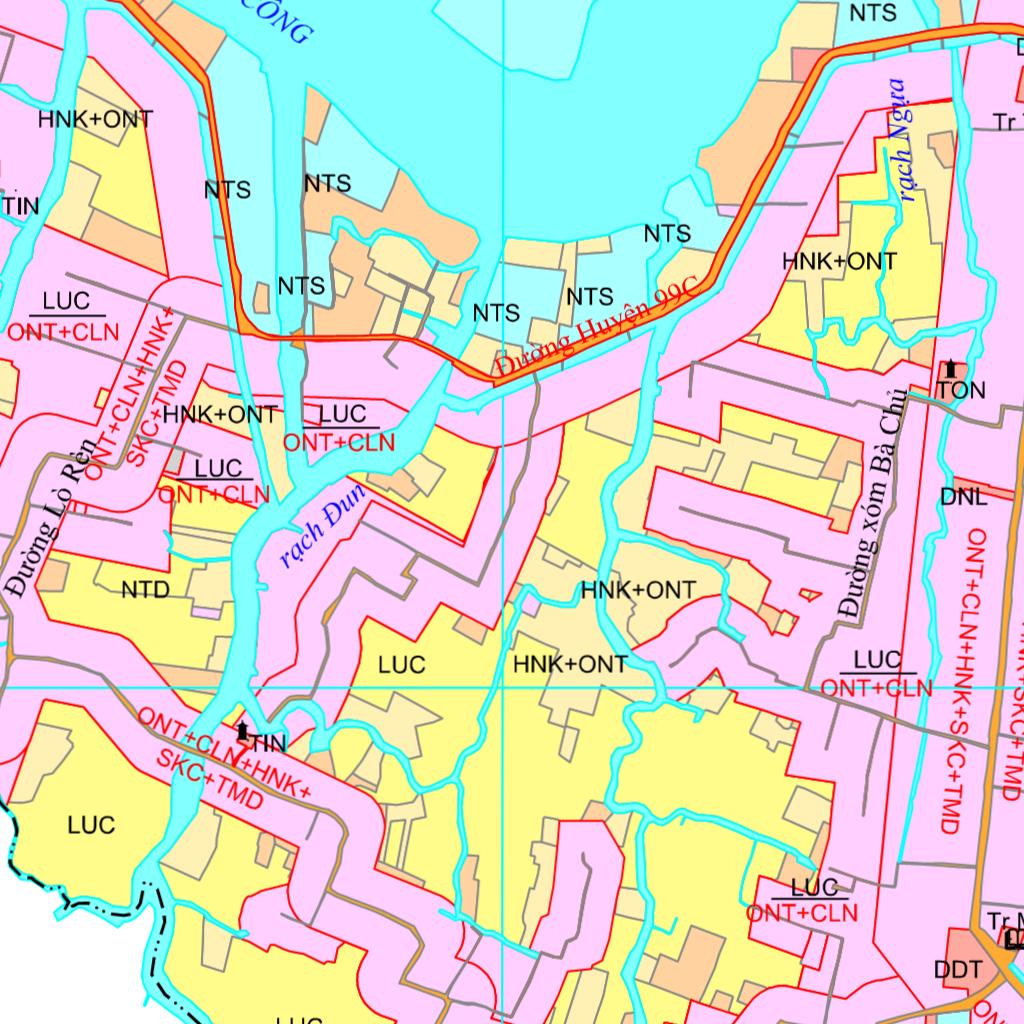 CÔNG
NTS
HNK+ONT
rạch Ngựa
Tr
NTS
NTS
TIN
NTS
HNK+ONT
NTS
NTS
NTS
LUC
ONT+CLN
Đường Huyện 99C
ONT+CLN+HNK+
SKC+TMD
TON
HNK+ONT
LUC
ONT+CLN
Đường xóm Bà Chủ
LUC
ONT+CLN
Đường Lò Rèn
DNL
rạch Đun
NTD
HNK+ONT
LUC
HNK+ONT
LUC
ONT+CLN
ONT+CLN+HNK+SKC+TMD
HNK+SKC+TMD
ONT+CLN+HNK+
SKC+TMD
TIN
LUC
LUC
ONT+CLN
Tr
DDT
LUC
ON